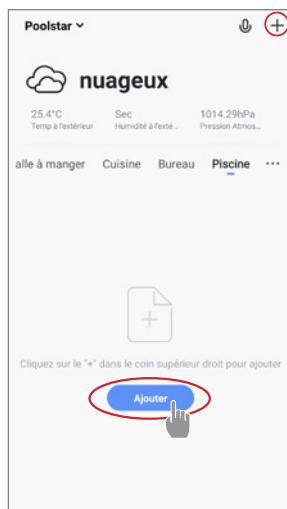 Poolstar
nuageux
25.4°C Sec 1014.29hPa
Temp à l'extérieur Humidité à l'exté... Pression Atmos...
alle à manger Cuisine Bureau Piscine ...
Cliquez sur le "+" dans le coin supérieur droit pour ajouter
Ajouter